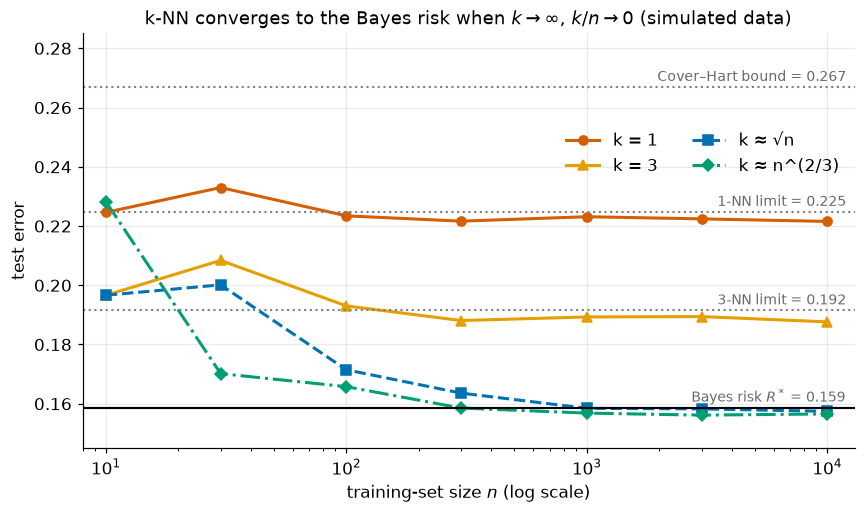 k-NN converges to the Bayes risk when k → ∞, k/n → 0 (simulated data)
0.28
0.26
0.24
0.22
0.20
0.18
0.16
test error
Cover–Hart bound = 0.267
k = 1
k = 3
k ≈ √n
k ≈ n^(2/3)
1-NN limit = 0.225
3-NN limit = 0.192
Bayes risk R* = 0.159
10¹
10²
10³
10⁴
training-set size n (log scale)